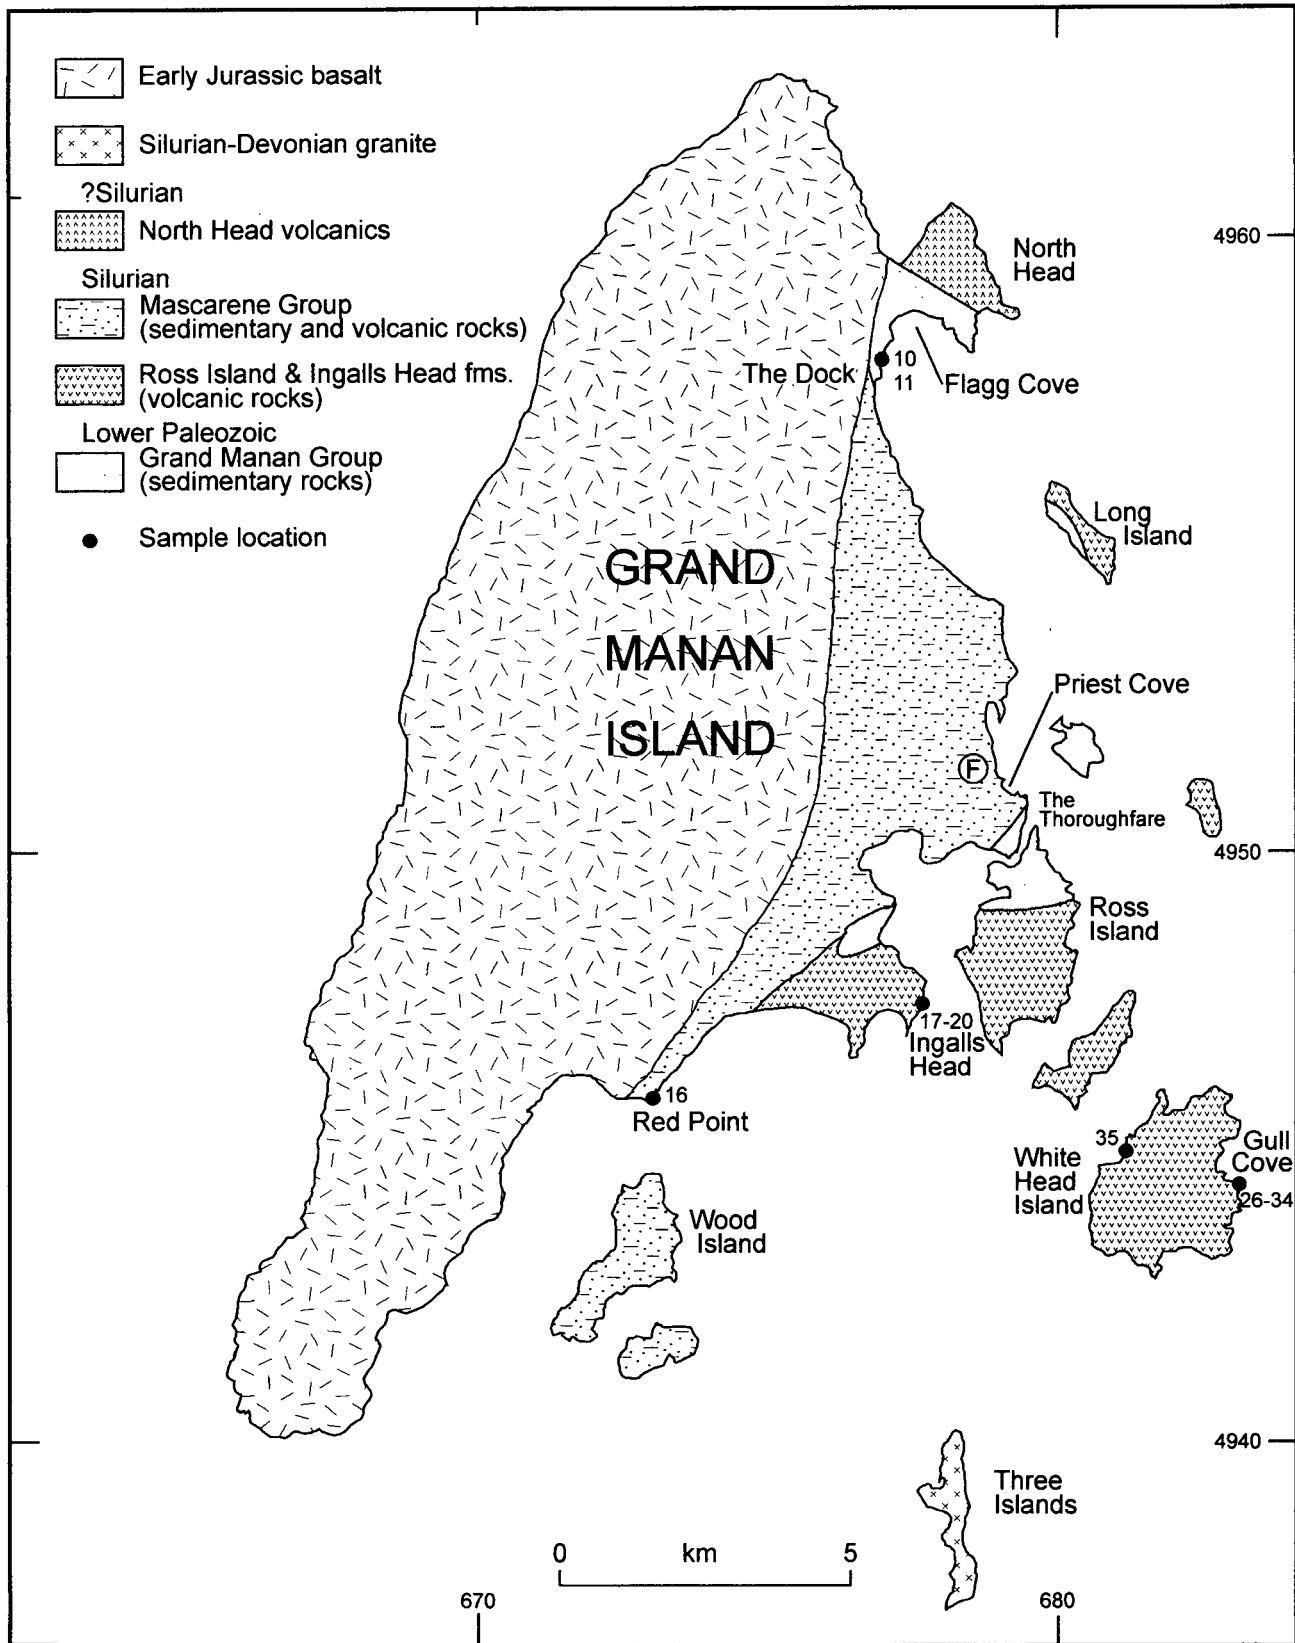 Early Jurassic basalt
Silurian-Devonian granite
?Silurian
North Head volcanics
Silurian
Mascarene Group
(sedimentary and volcanic rocks)
Ross Island & Ingalls Head fms.
(volcanic rocks)
Lower Paleozoic
Grand Manan Group
(sedimentary rocks)
Sample location
North
Head
4960
The Dock
10
11
Flagg Cove
Long
Island
GRAND
MANAN
ISLAND
Priest Cove
F
The
Thoroughfare
4950
Ross
Island
17-20
Ingalls
Head
16
Red Point
35
White
Head
Island
Gull
Cove
26-34
Wood
Island
4940
Three
Islands
0 km 5
670
680